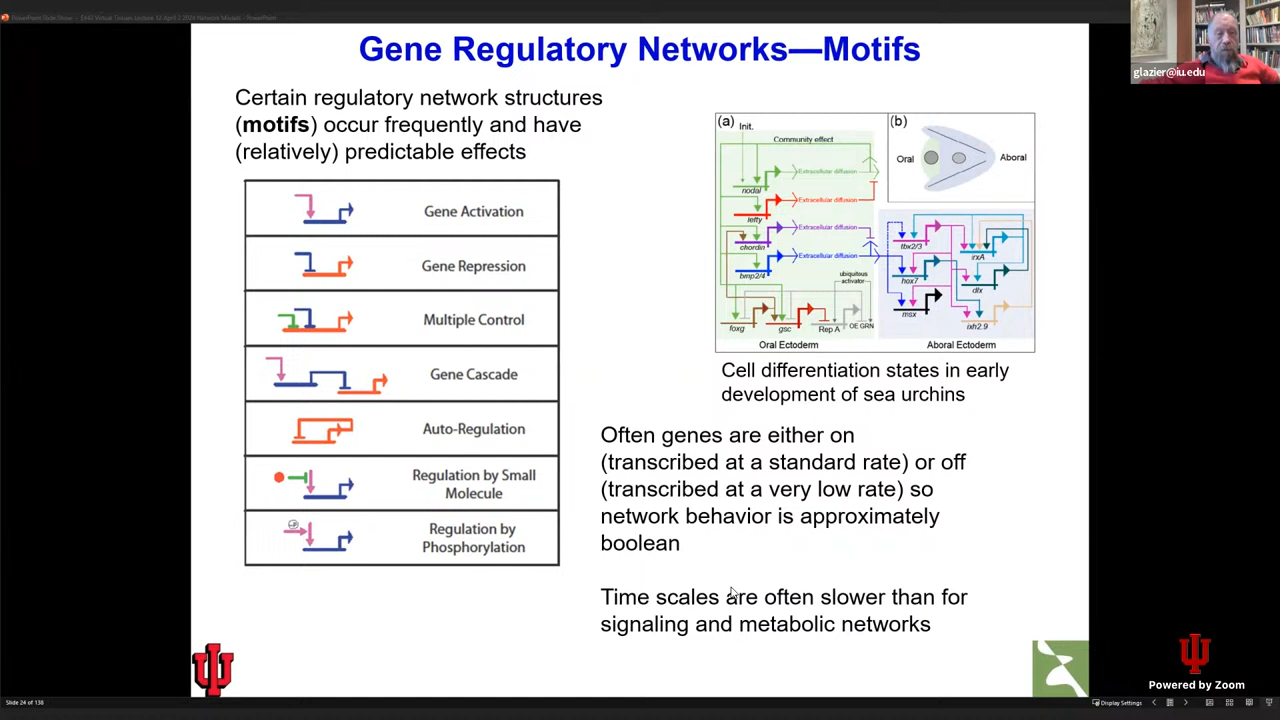 glazier@iu.edu
Gene Regulatory Networks—Motifs
Certain regulatory network structures
(motifs) occur frequently and have
(relatively) predictable effects
Gene Activation
Gene Repression
Multiple Control
Gene Cascade
Auto-Regulation
Regulation by Small
Molecule
Regulation by
Phosphorylation
(a)
Init.
Community effect
nodal
Extracellular diffusion
lefty
Extracellular diffusion
chordin
Extracellular diffusion
bmp2/4
Extracellular diffusion
ubiquitous
activator
foxg
gsc
Rep A
OE GRN
Oral Ectoderm
(b)
Oral
Aboral
tbx2/3
irxA
hox7
dlx
msx
Aboral Ectoderm
Cell differentiation states in early
development of sea urchins
Often genes are either on
(transcribed at a standard rate) or off
(transcribed at a very low rate) so
network behavior is approximately
boolean
Time scales are often slower than for
signaling and metabolic networks
Powered by Zoom
Slide 24 of 138
Display Settings